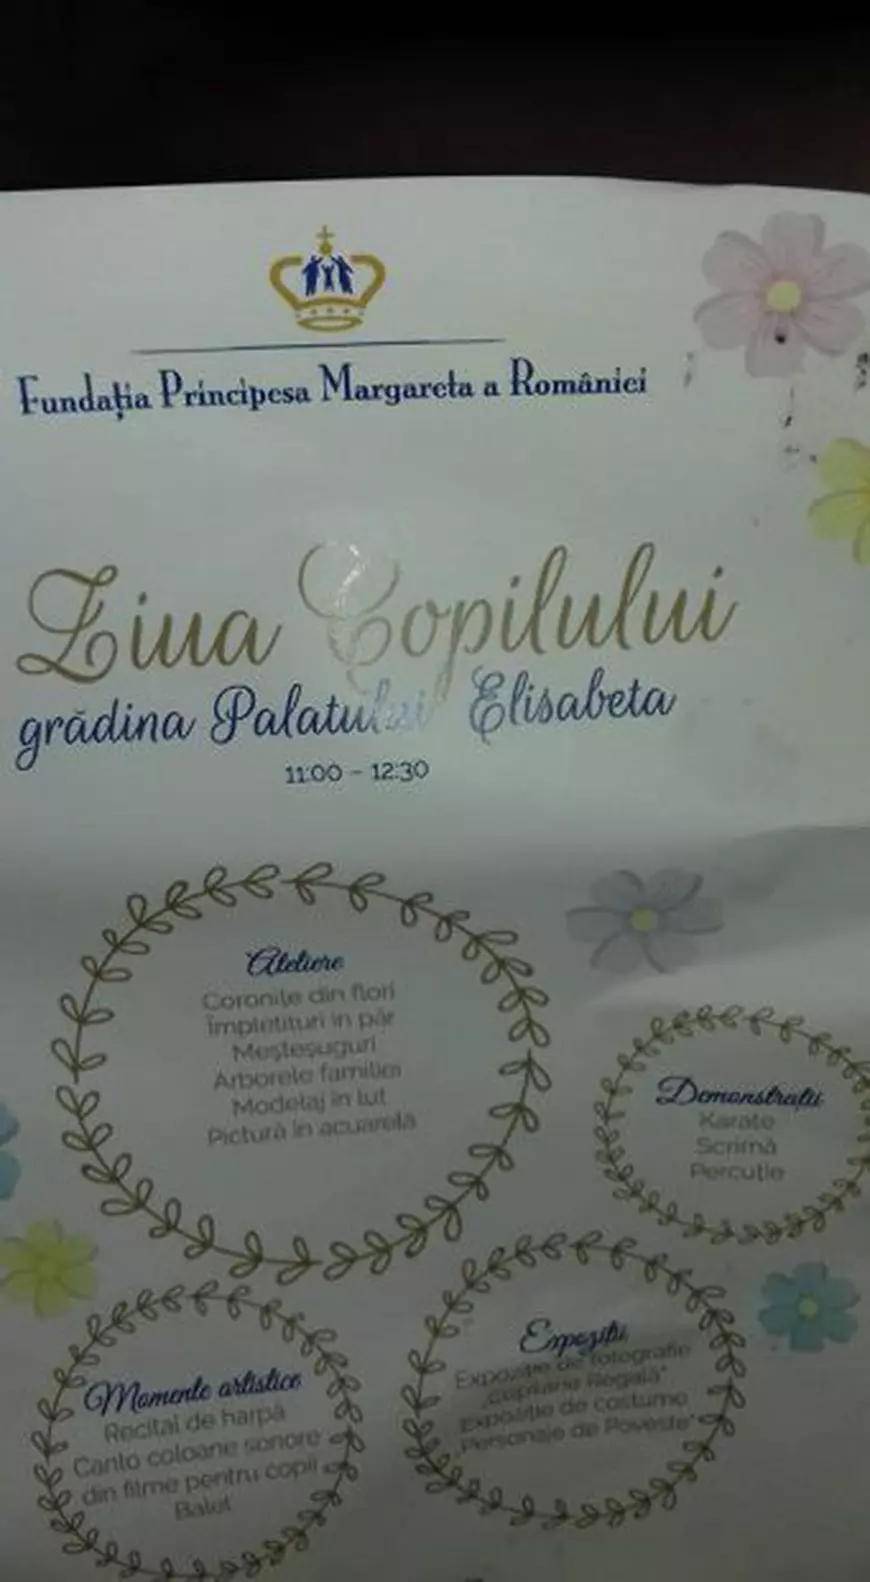 Fundația Principesa Margareta a României
Ziua Copilului
grădina Palatului Elisabeta
11:00 - 12:30
Ateliere
Coronițe din flori
Împletituri în păr
Meșteșuguri
Arborele familiei
Modelaj în lut
Pictură în acuarelă
Demonstrații
Karate
Scrimă
Percuție
Momente artistice
Recital de harpă
Canto coloane sonore
din filme pentru copii
Balet
Expoziții
Expoziție de fotografie
„Copilărie Regală”
Expoziție de costume
„Personaje de Poveste”